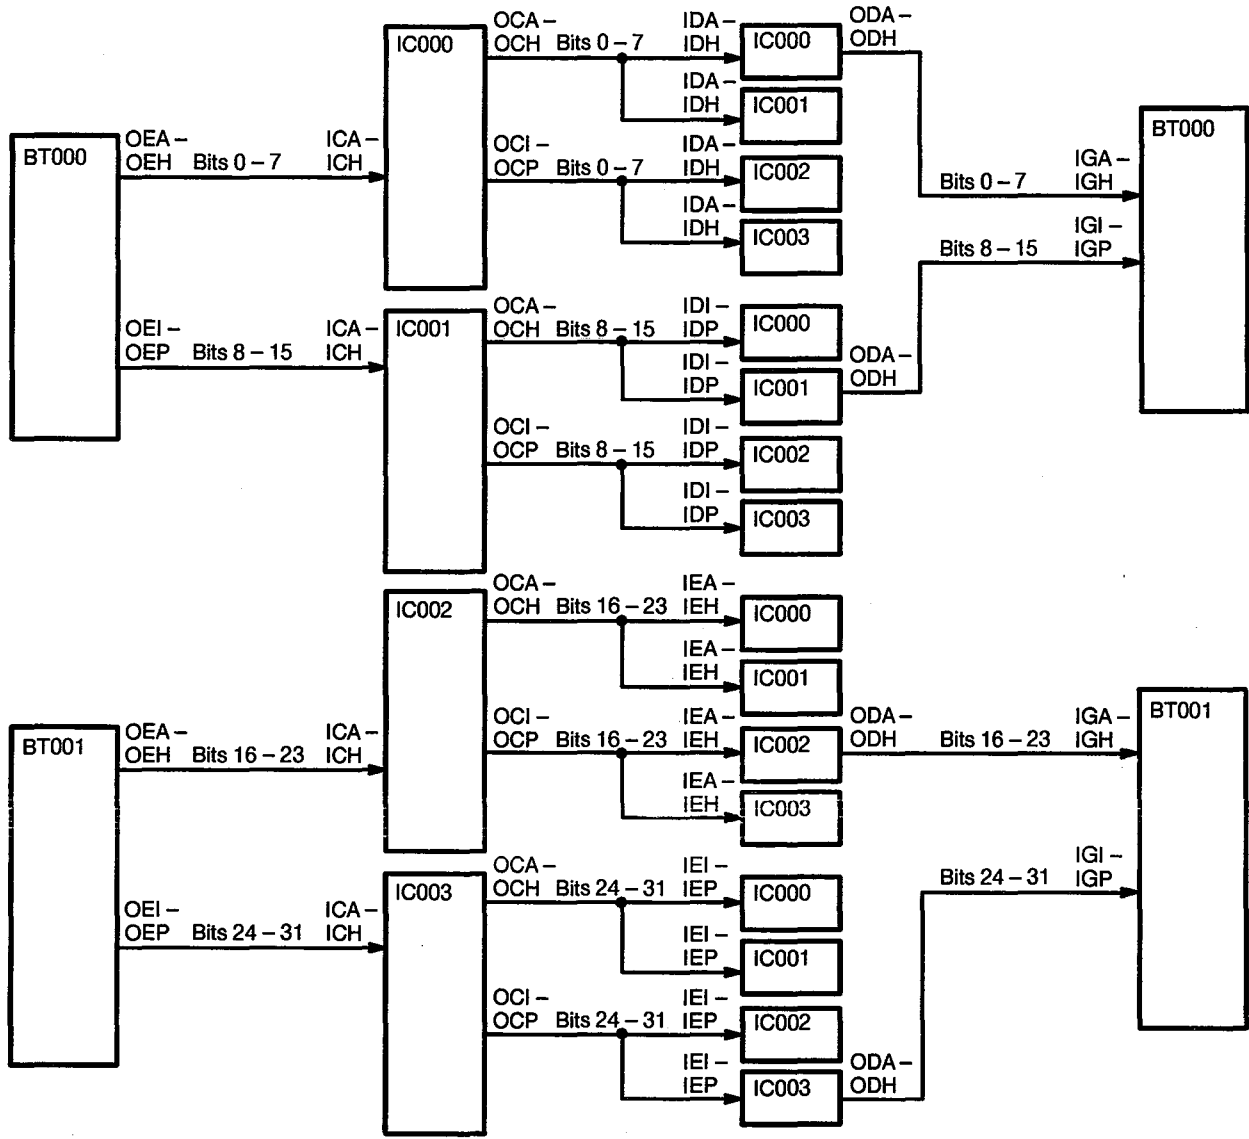 OCA – IDA – ODA –
IC000 OCH Bits 0 – 7 IDH IC000 ODH
IDA –
IDH IC001
BT000
OEA – ICA – OCI – IDA –
BT000 OEH Bits 0 – 7 ICH OCP Bits 0 – 7 IDH IC002 IGA –
Bits 0 – 7 IGH
IDA –
IDH IC003 IGI –
Bits 8 – 15 IGP
OCA – IDI –
OEI – ICA – IC001 OCH Bits 8 – 15 IDP IC000
OEP Bits 8 – 15 ICH IDI – ODA –
IDP IC001 ODH
OCI – IDI –
OCP Bits 8 – 15 IDP IC002
IDI –
IDP IC003
OCA – IEA –
IC002 OCH Bits 16 – 23 IEH IC000
IEA –
IEH IC001
BT001
OEA – ICA – OCI – IEA – ODA – IGA –
BT001 OEH Bits 16 – 23 ICH OCP Bits 16 – 23 IEH IC002 ODH Bits 16 – 23 IGH
IEA –
IEH IC003
OCA – IEI – IGI –
IC003 OCH Bits 24 – 31 IEP IC000 Bits 24 – 31 IGP
OEI – ICA –
OEP Bits 24 – 31 ICH IEI –
IEP IC001
OCI – IEI –
OCP Bits 24 – 31 IEP IC002
IEI – ODA –
IEP IC003 ODH